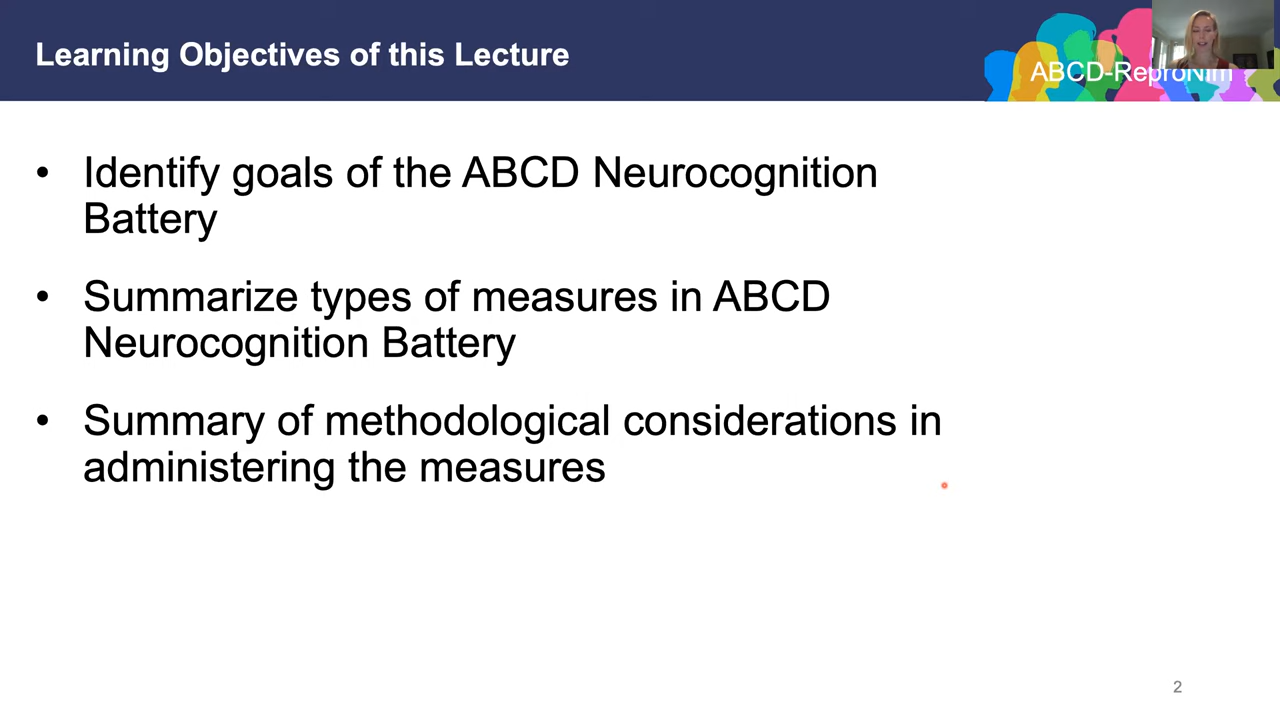 Learning Objectives of this Lecture
ABCD-ReproNim
• Identify goals of the ABCD Neurocognition
Battery
• Summarize types of measures in ABCD
Neurocognition Battery
• Summary of methodological considerations in
administering the measures
2